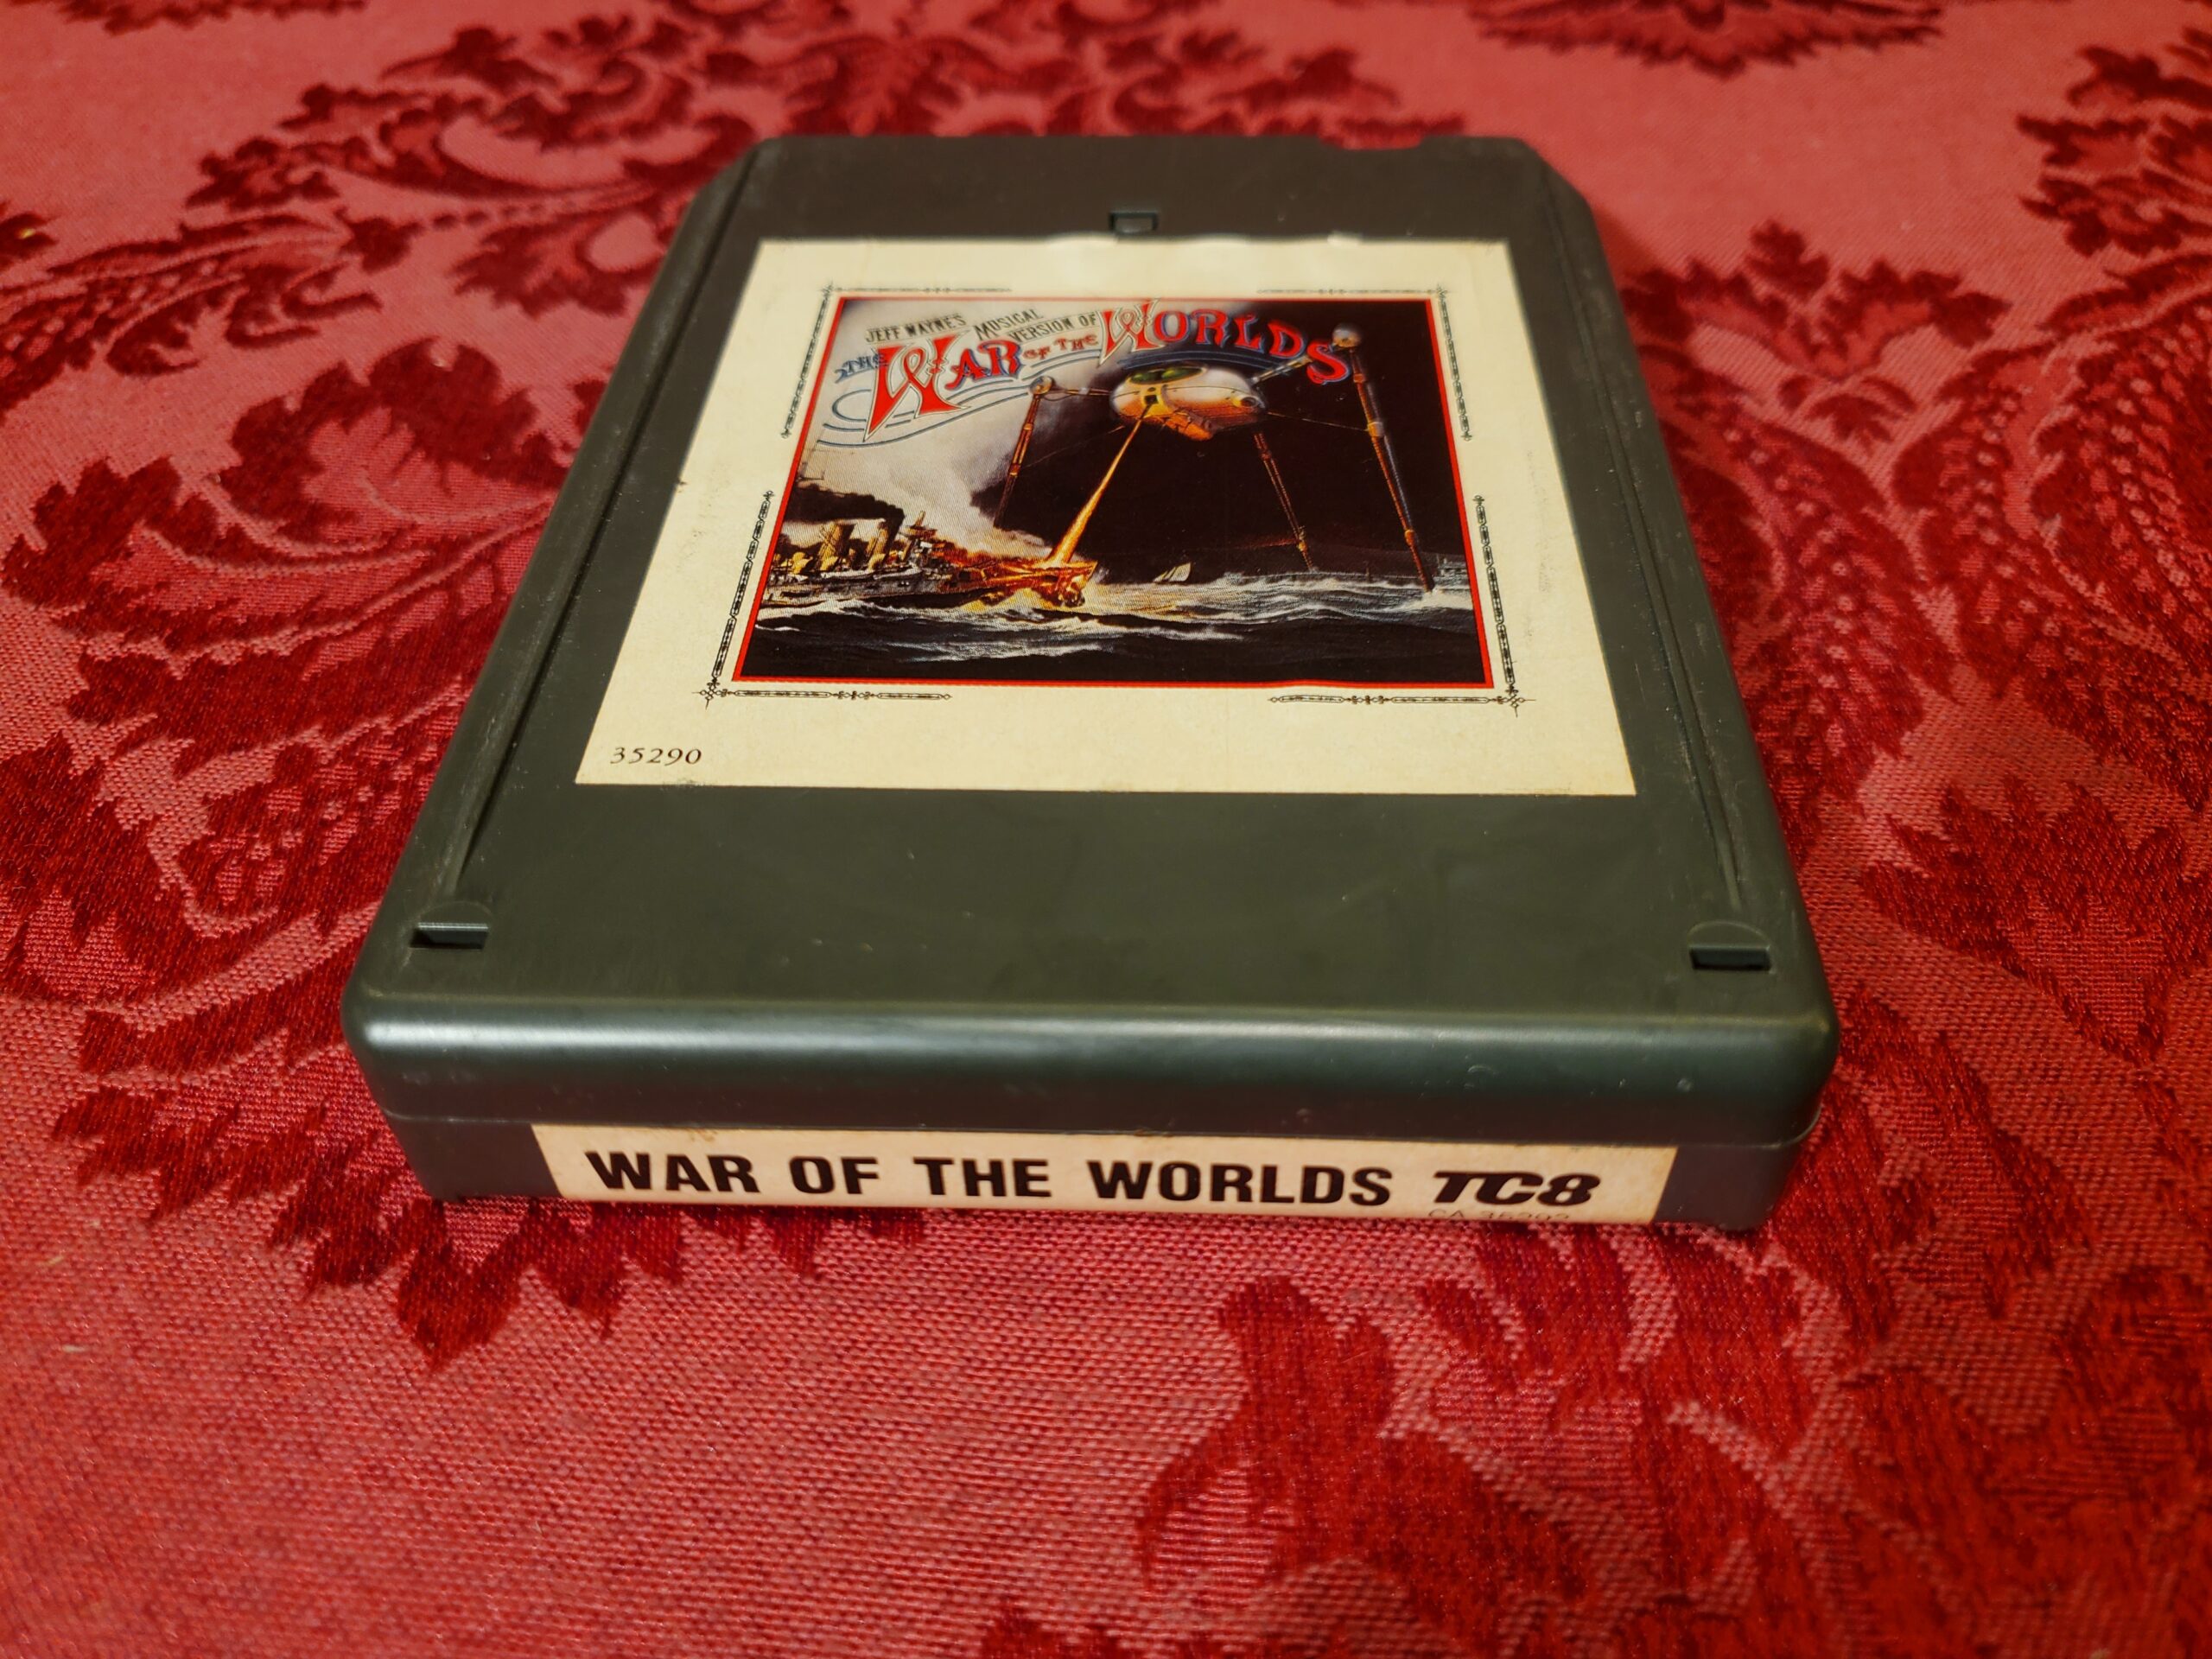 JEFF WAYNE'S MUSICAL VERSION OF
THE WAR OF THE WORLDS
35290
WAR OF THE WORLDS TC8